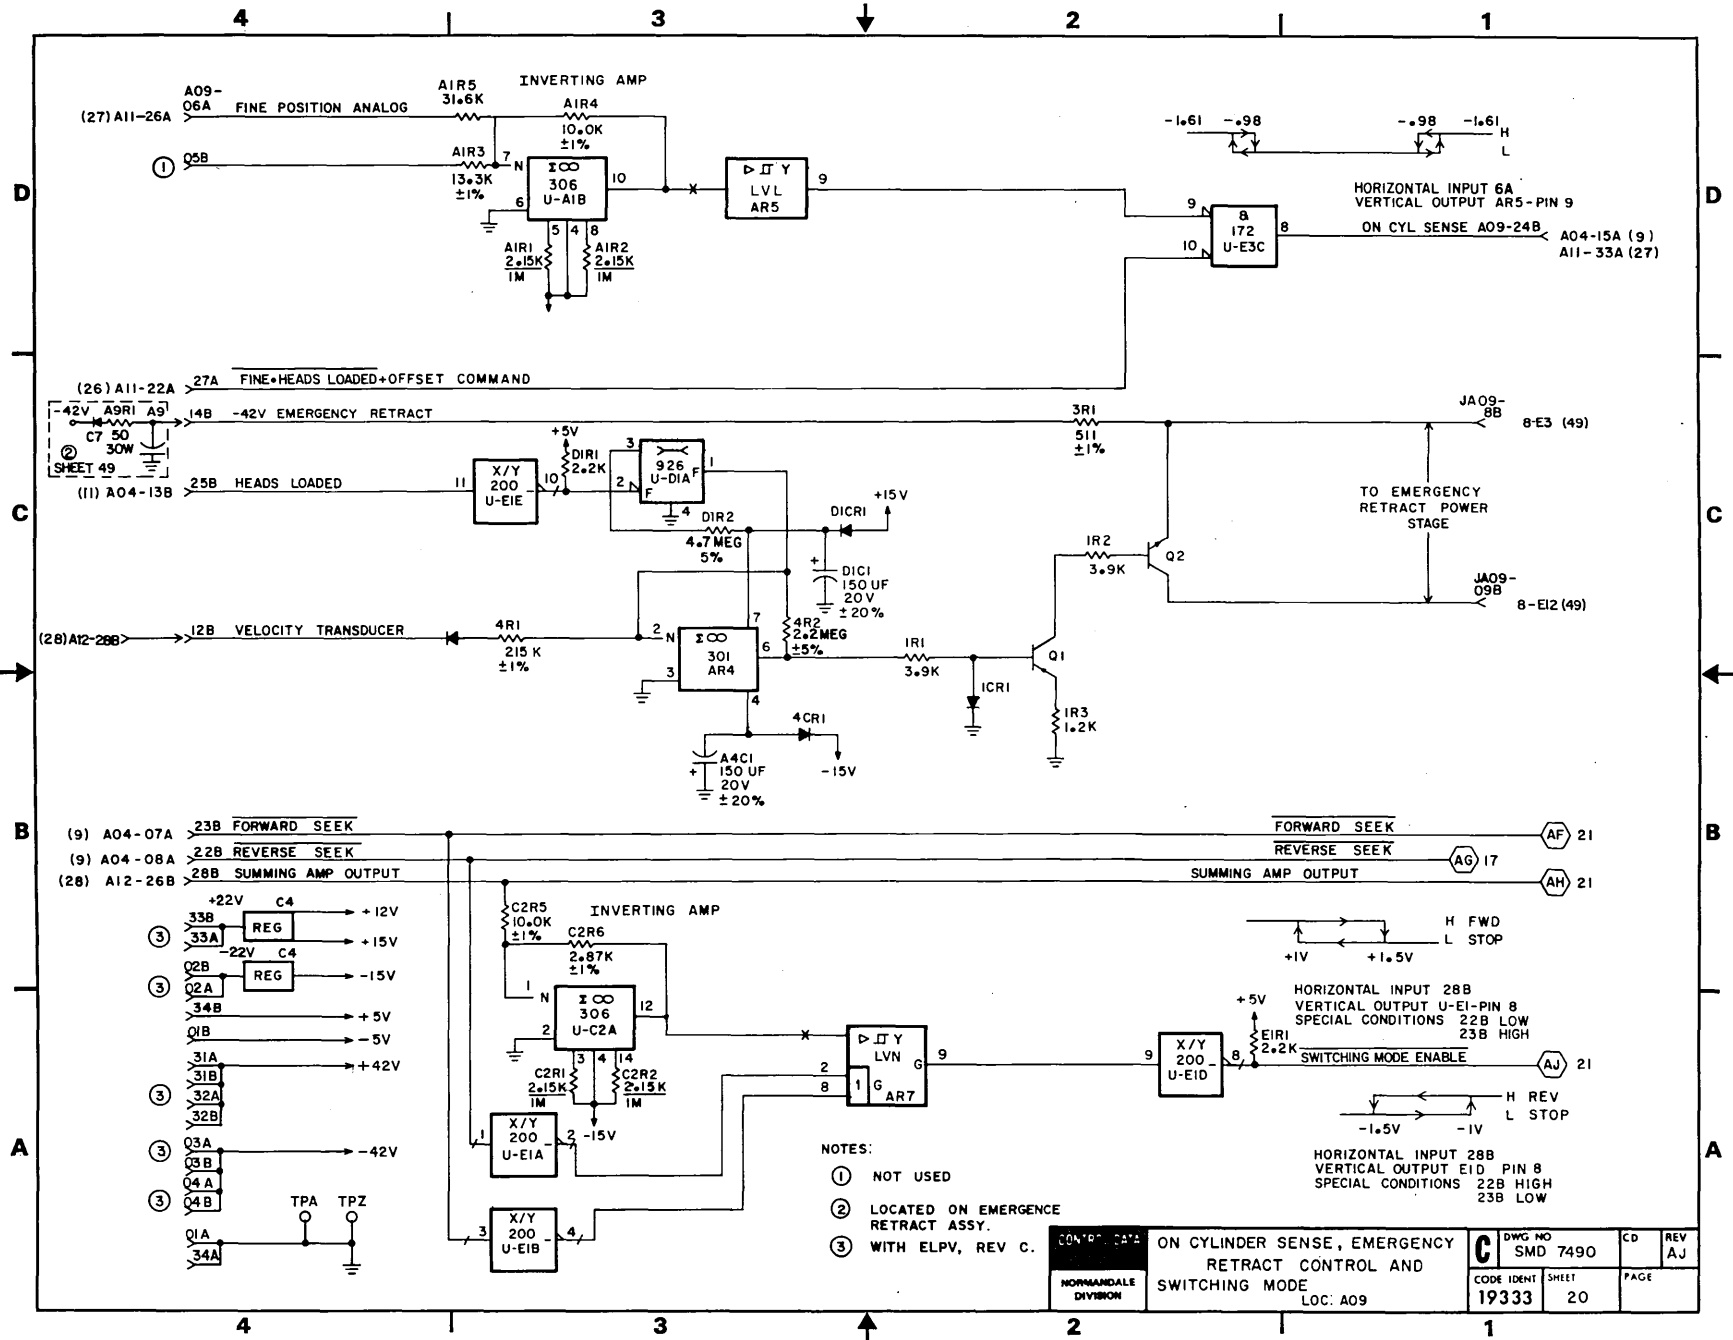 4 3 2 1
D
D
INVERTING AMP
(27) A11-26A
A09-
06A
FINE POSITION ANALOG
A1R5
31.6K
A1R4
10.0K
±1%
1
05B
A1R3
13.3K
±1%
7
N
Σ∞
306
U-A1B
10
6
5 4 8
A1R1
2.15K
1M
A1R2
2.15K
1M
X
▷ Y
LVL
AR5
9
-1.61 -.98
-.98 -1.61
H
L
HORIZONTAL INPUT 6A
VERTICAL OUTPUT AR5-PIN 9
9
10
&
172
U-E3C
8
ON CYL SENSE A09-24B
A04-15A (9)
A11-33A (27)
(26) A11-22A
27A
FINE•HEADS LOADED+OFFSET COMMAND
-42V A9R1 A9
C7 50
30W
2
SHEET 49
14B
-42V EMERGENCY RETRACT
3R1
511
±1%
JA09-
8B
8-E3 (49)
(11) A04-13B
25B
HEADS LOADED
11
X/Y
200
U-E1E
10
+5V
D1R1
2.2K
3
2
926
U-D1A
F
F
1
4
D1R2
4.7 MEG
5%
D1CR1
+15V
+
D1C1
150 UF
20V
±20%
C
C
TO EMERGENCY
RETRACT POWER
STAGE
1R2
3.9K
Q2
JA09-
09B
8-E12 (49)
(28) A12-28B
12B
VELOCITY TRANSDUCER
4R1
215 K
±1%
2 N
Σ∞
301
AR4
7
3
6
4
4R2
2.2 MEG
±5%
1R1
3.9K
Q1
1CR1
1R3
1.2K
4CR1
-15V
+
A4C1
150 UF
20V
±20%
B
B
(9) A04-07A
23B
FORWARD SEEK
FORWARD SEEK
AF
21
(9) A04-08A
22B
REVERSE SEEK
REVERSE SEEK
AG
17
(28) A12-26B
28B
SUMMING AMP OUTPUT
SUMMING AMP OUTPUT
AH
21
3
33B
33A
+22V C4
REG
+12V
+15V
3
02B
02A
-22V C4
REG
-15V
34B
+5V
01B
-5V
3
31A
31B
32A
32B
+42V
3
3
03A
03B
04A
04B
-42V
TPA TPZ
01A
34A
C2R5
10.0K
±1%
INVERTING AMP
C2R6
2.87K
±1%
1
N
Σ∞
306
U-C2A
12
2
3 4 14
C2R1
2.15K
1M
C2R2
2.15K
1M
-15V
X
▷ Y
LVN
G
1 G
AR7
2
8
9
1
X/Y
200
U-E1A
2
3
X/Y
200
U-E1B
4
9
X/Y
200
U-E1D
8
+5V
E1R1
2.2K
SWITCHING MODE ENABLE
AJ
21
H FWD
L STOP
+1V +1.5V
HORIZONTAL INPUT 28B
VERTICAL OUTPUT U-E1-PIN 8
SPECIAL CONDITIONS 22B LOW
23B HIGH
H REV
L STOP
-1.5V -1V
HORIZONTAL INPUT 28B
VERTICAL OUTPUT E1D PIN 8
SPECIAL CONDITIONS 22B HIGH
23B LOW
A
A
NOTES:
1 NOT USED
2 LOCATED ON EMERGENCE
RETRACT ASSY.
3 WITH ELPV, REV C.
CONTROL DATA
NORMANDALE
DIVISION
ON CYLINDER SENSE, EMERGENCY
RETRACT CONTROL AND
SWITCHING MODE
LOC: A09
C
DWG NO
SMD 7490
CD
REV
AJ
CODE IDENT
19333
SHEET
20
PAGE
4 3 2 1